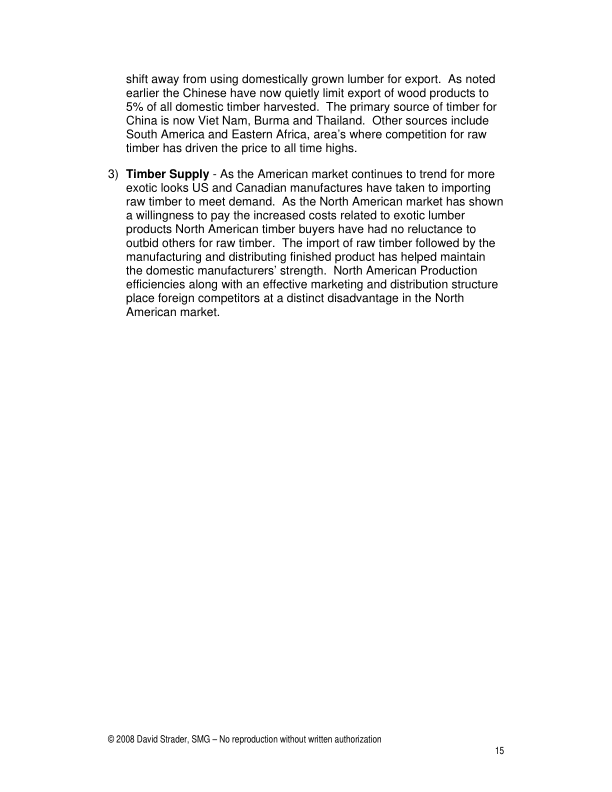 shift away from using domestically grown lumber for export.  As noted
earlier the Chinese have now quietly limit export of wood products to
5% of all domestic timber harvested.  The primary source of timber for
China is now Viet Nam, Burma and Thailand.  Other sources include
South America and Eastern Africa, area's where competition for raw
timber has driven the price to all time highs.
3)  Timber Supply - As the American market continues to trend for more
exotic looks US and Canadian manufactures have taken to importing
raw timber to meet demand.  As the North American market has shown
a willingness to pay the increased costs related to exotic lumber
products North American timber buyers have had no reluctance to
outbid others for raw timber.  The import of raw timber followed by the
manufacturing and distributing finished product has helped maintain
the domestic manufacturers' strength.  North American Production
efficiencies along with an effective marketing and distribution structure
place foreign competitors at a distinct disadvantage in the North
American market.
© 2008 David Strader, SMG – No reproduction without written authorization
15